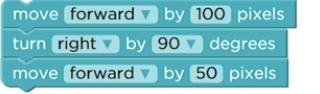 move forward by 100 pixels
turn right by 90 degrees
move forward by 50 pixels